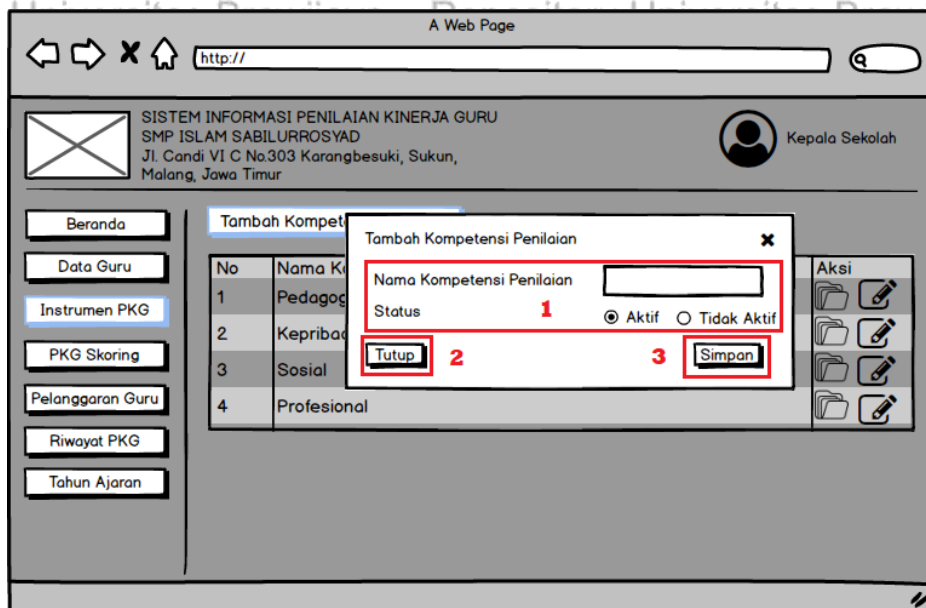 A Web Page
http://
SISTEM INFORMASI PENILAIAN KINERJA GURU
SMP ISLAM SABILURROSYAD
Jl. Candi VI C No.303 Karangbesuki, Sukun,
Malang, Jawa Timur
Kepala Sekolah
Beranda
Data Guru
Instrumen PKG
PKG Skoring
Pelanggaran Guru
Riwayat PKG
Tahun Ajaran
Tambah Kompet
No Nama K Aksi
1 Pedagog
2 Kepribad
3 Sosial
4 Profesional
Tambah Kompetensi Penilaian
Nama Kompetensi Penilaian
Status 1 Aktif Tidak Aktif
Tutup 2 3 Simpan